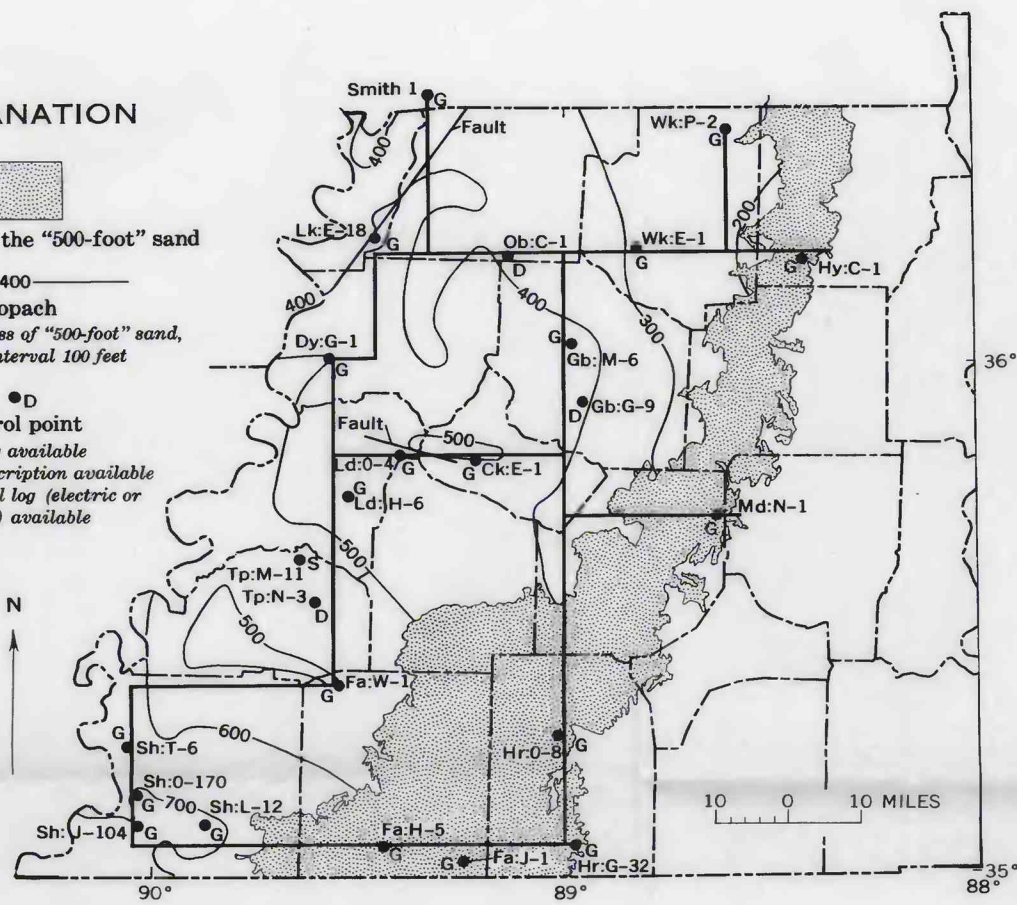 ANATION
the “500-foot” sand
400
opach
ss of “500-foot” sand,
nterval 100 feet
D
rol point
available
cription available
l log (electric or
) available
N
Smith 1
G
Fault
400
Wk:P-2
G
200
Lk:E-18
G
Ob:C-1
D
Wk:E-1
G
G
Hy:C-1
400
400
300
Dy:G-1
G
G
Gb:M-6
36°
D
Gb:G-9
Fault
500
Ld:0-4
G
G
Ck:E-1
G
Ld:H-6
Md:N-1
G
500
S
Tp:M-11
Tp:N-3
D
500
Fa:W-1
G
600
G
Sh:T-6
Hr:0-8
G
Sh:0-170
G
700
Sh:L-12
G
Sh:J-104
G
10 0 10 MILES
Fa:H-5
G
G
Fa:J-1
G
Hr:G-32
35°
90°
89°
88°